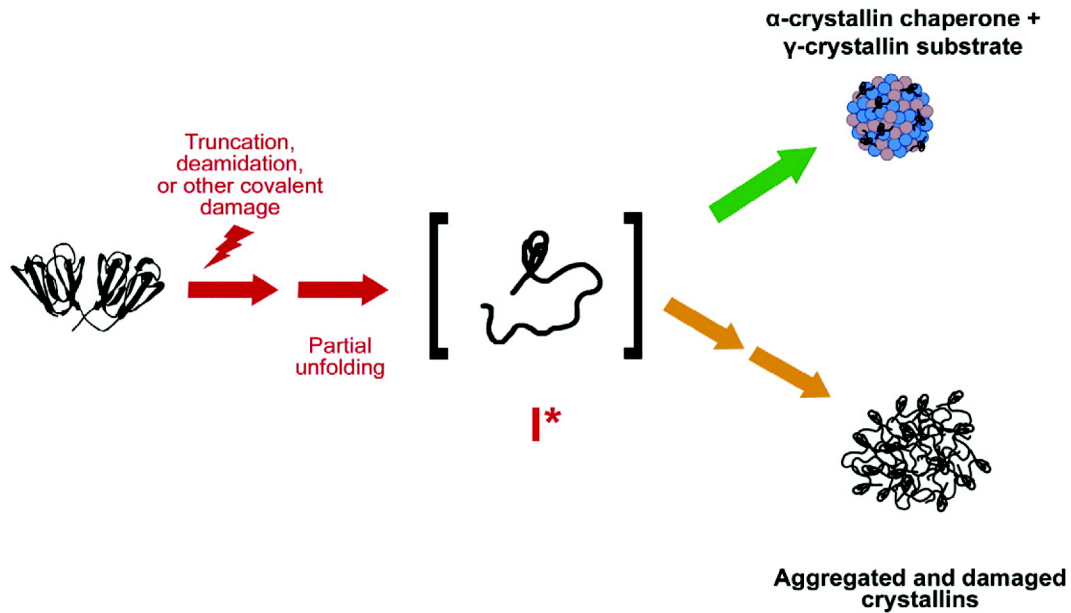 α-crystallin chaperone +
γ-crystallin substrate
Truncation,
deamidation,
or other covalent
damage
Partial
unfolding
I*
Aggregated and damaged
crystallins